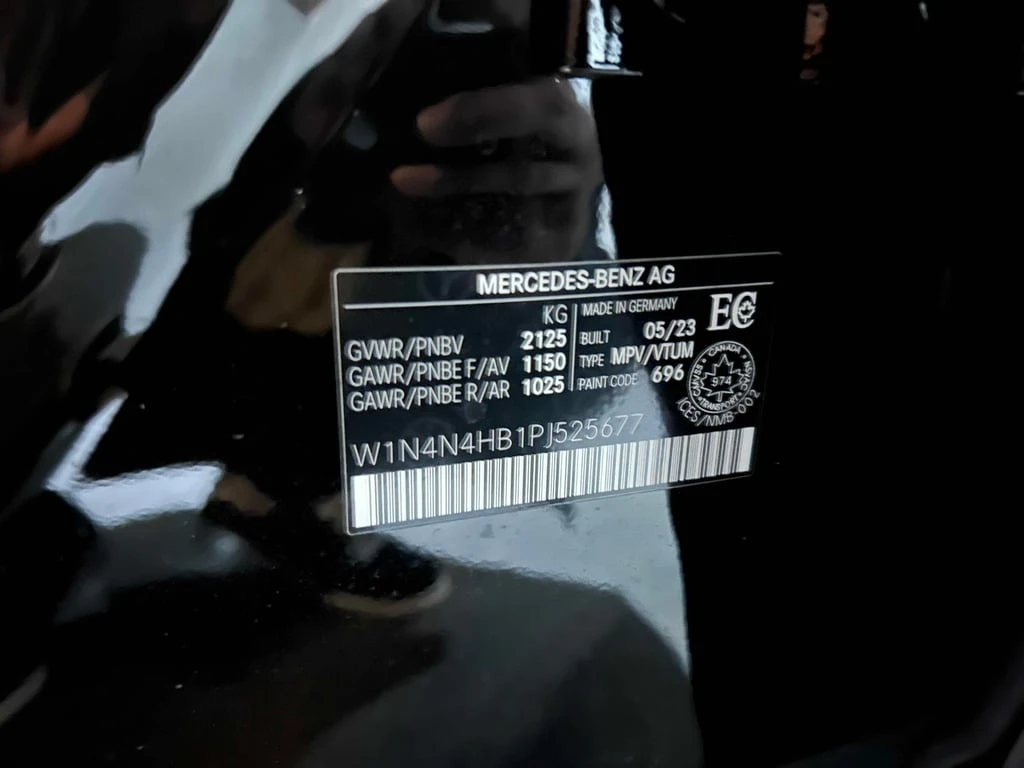 MERCEDES-BENZ AG
KG
GVWR/PNBV 2125
GAWR/PNBE F/AV 1150
GAWR/PNBE R/AR 1025
MADE IN GERMANY
BUILT 05/23
TYPE MPV/VTUM
PAINT CODE 696
EC
CANADA
974
TRANSPORT
ICES/NMB-002
W1N4N4HB1PJ525677